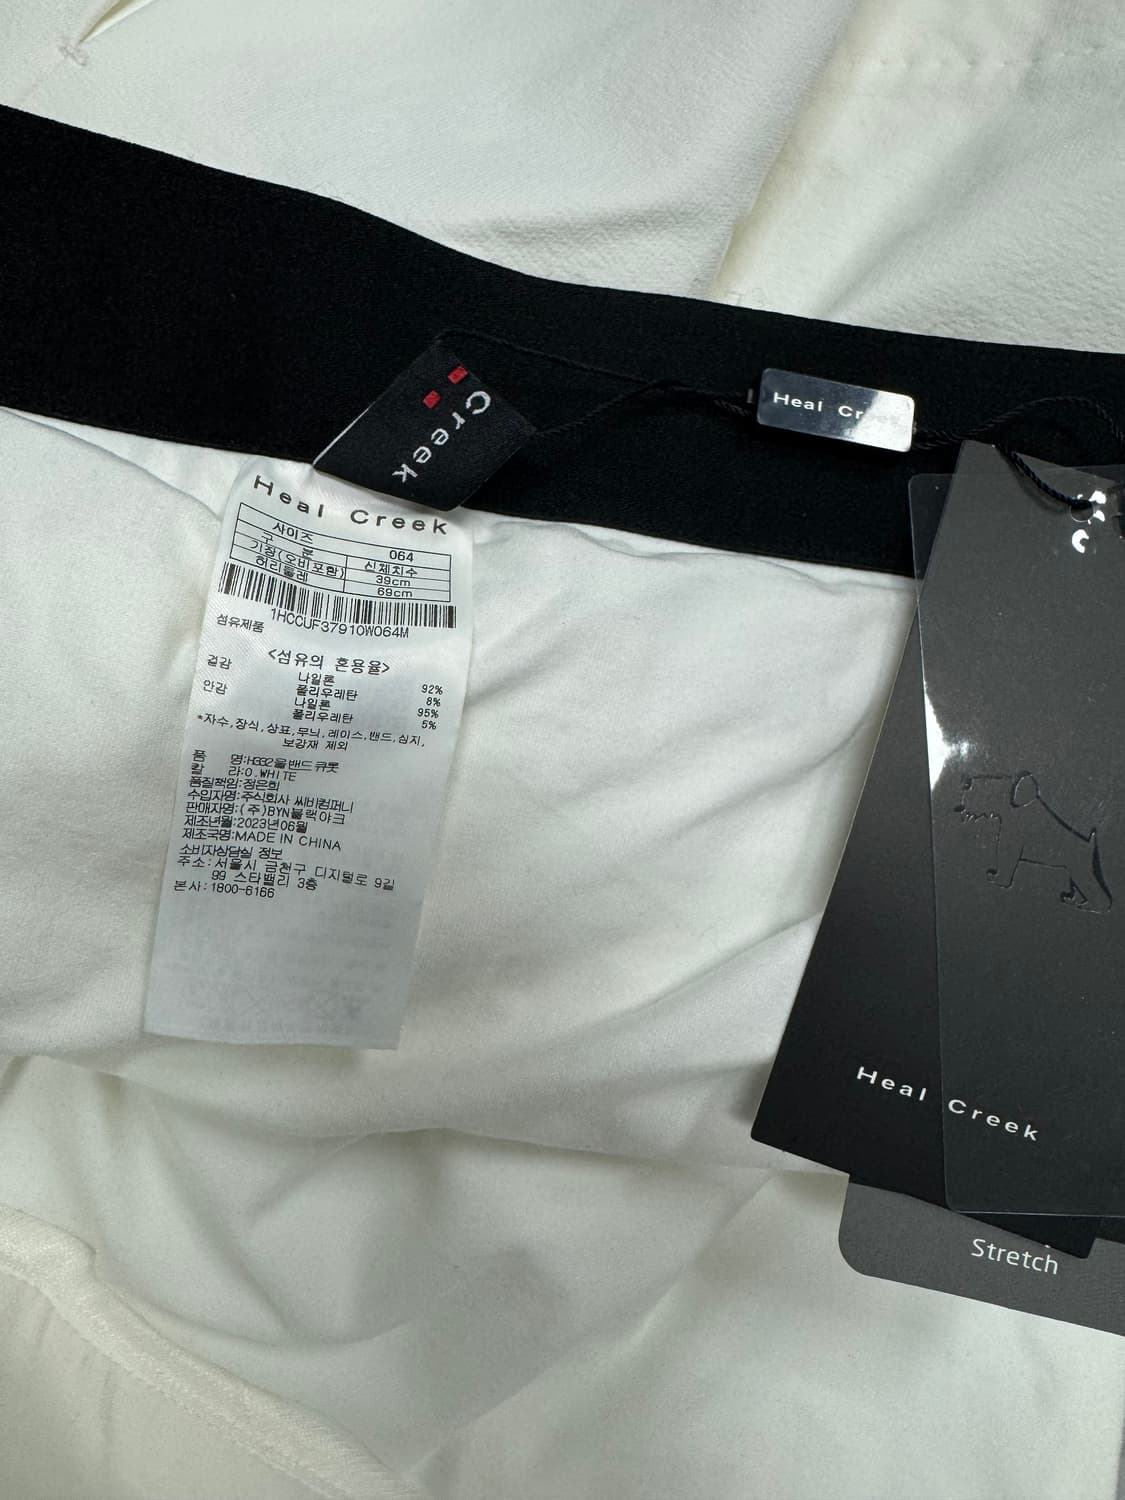 Creek
Heal Cr
Heal Creek
사이즈 064
구 분 신체치수
기장(오비포함) 39cm
허리둘레 69cm
1HCCUF37910W064M
섬유제품
<섬유의 혼용율>
겉감 나일론 92%
폴리우레탄 8%
안감 나일론 95%
폴리우레탄 5%
*자수,장식,상표,무늬,레이스,밴드,심지,
보강재 제외
품 명:H332올밴드큐롯
칼 라:O.WHITE
품질책임:정은희
수입자명:주식회사 씨비컴퍼니
판매자명:(주)BYN블랙야크
제조년월:2023년06월
제조국명:MADE IN CHINA
소비자상담실 정보
주소:서울시 금천구 디지털로 9길
99 스타밸리 3층
본사:1800-6166
Heal Creek
Stretch